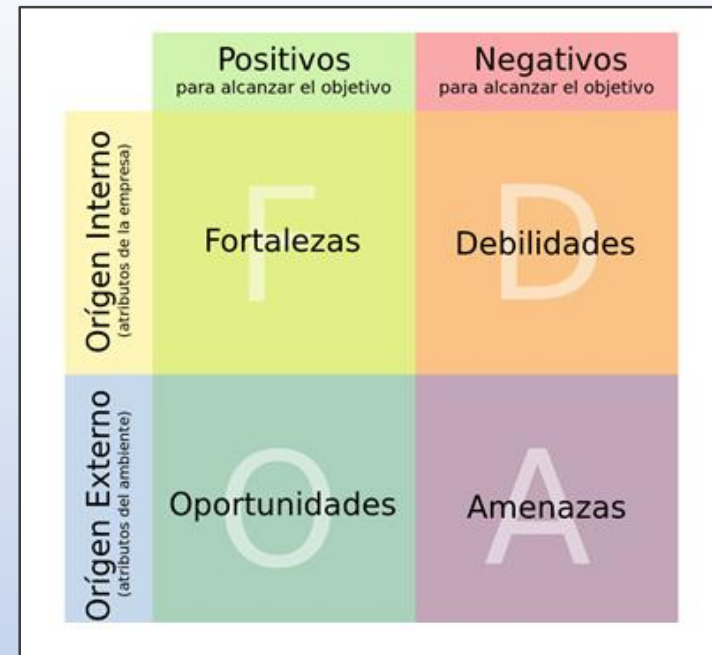 Positivos
para alcanzar el objetivo
Negativos
para alcanzar el objetivo
Orígen Interno
(atributos de la empresa)
F
Fortalezas
D
Debilidades
Orígen Externo
(atributos del ambiente)
O
Oportunidades
A
Amenazas